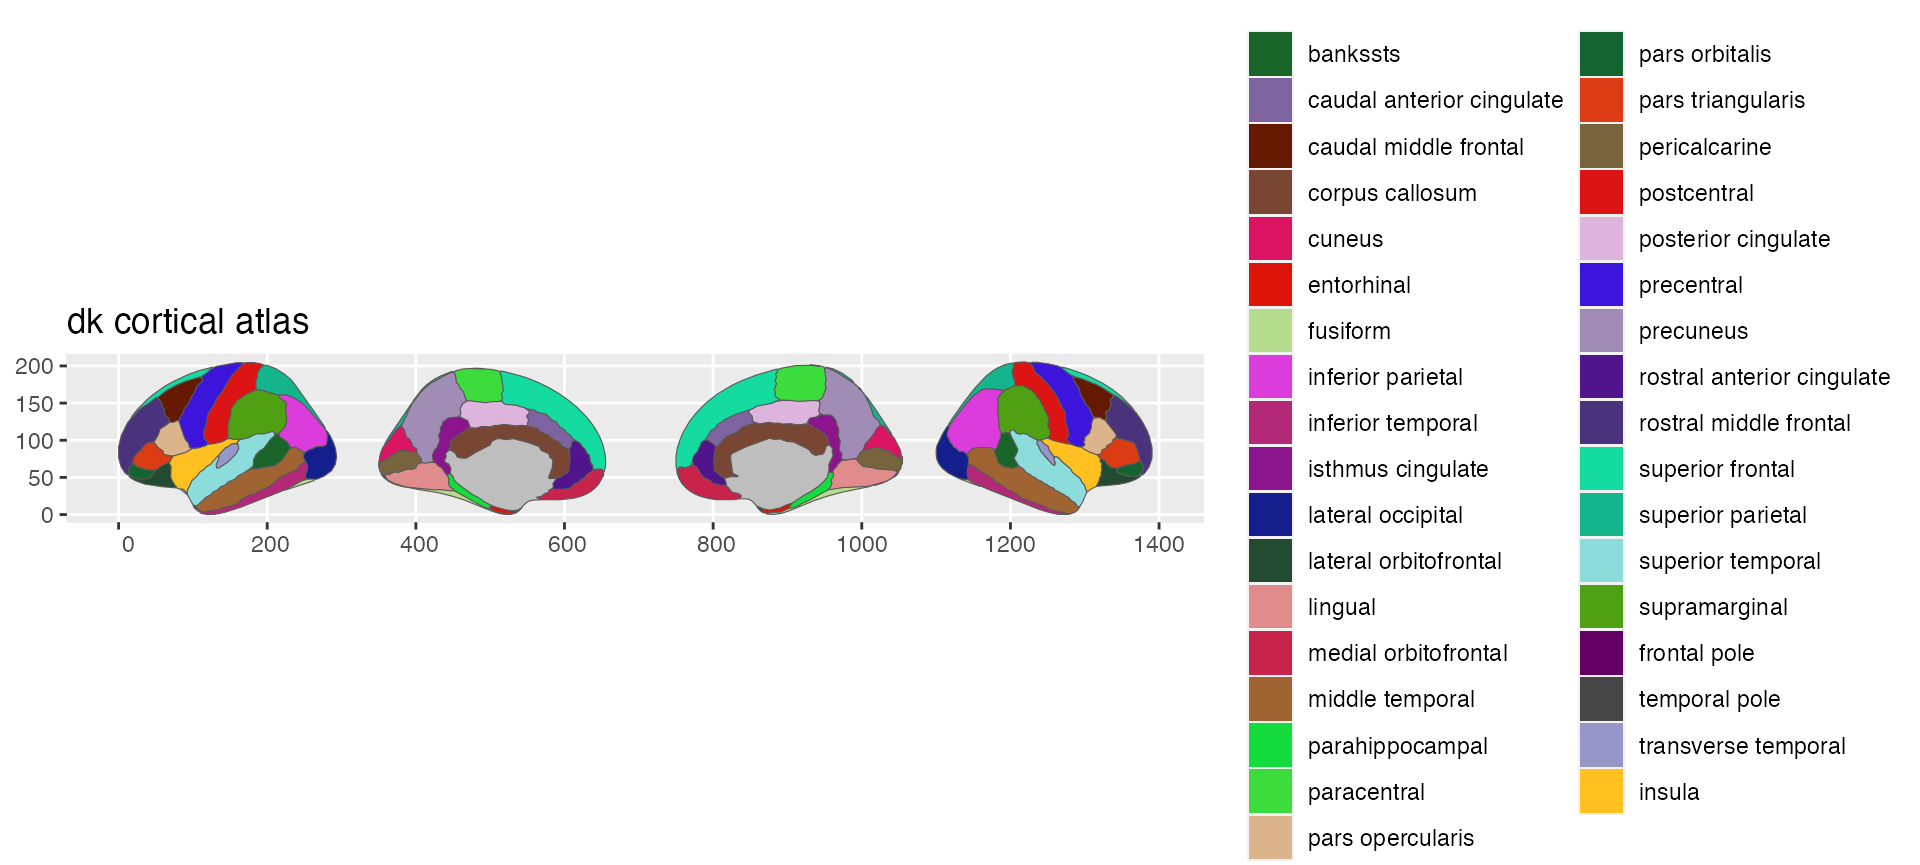 dk cortical atlas
200
150
100
50
0
0 200 400 600 800 1000 1200 1400
bankssts
caudal anterior cingulate
caudal middle frontal
corpus callosum
cuneus
entorhinal
fusiform
inferior parietal
inferior temporal
isthmus cingulate
lateral occipital
lateral orbitofrontal
lingual
medial orbitofrontal
middle temporal
parahippocampal
paracentral
pars opercularis
pars orbitalis
pars triangularis
pericalcarine
postcentral
posterior cingulate
precentral
precuneus
rostral anterior cingulate
rostral middle frontal
superior frontal
superior parietal
superior temporal
supramarginal
frontal pole
temporal pole
transverse temporal
insula